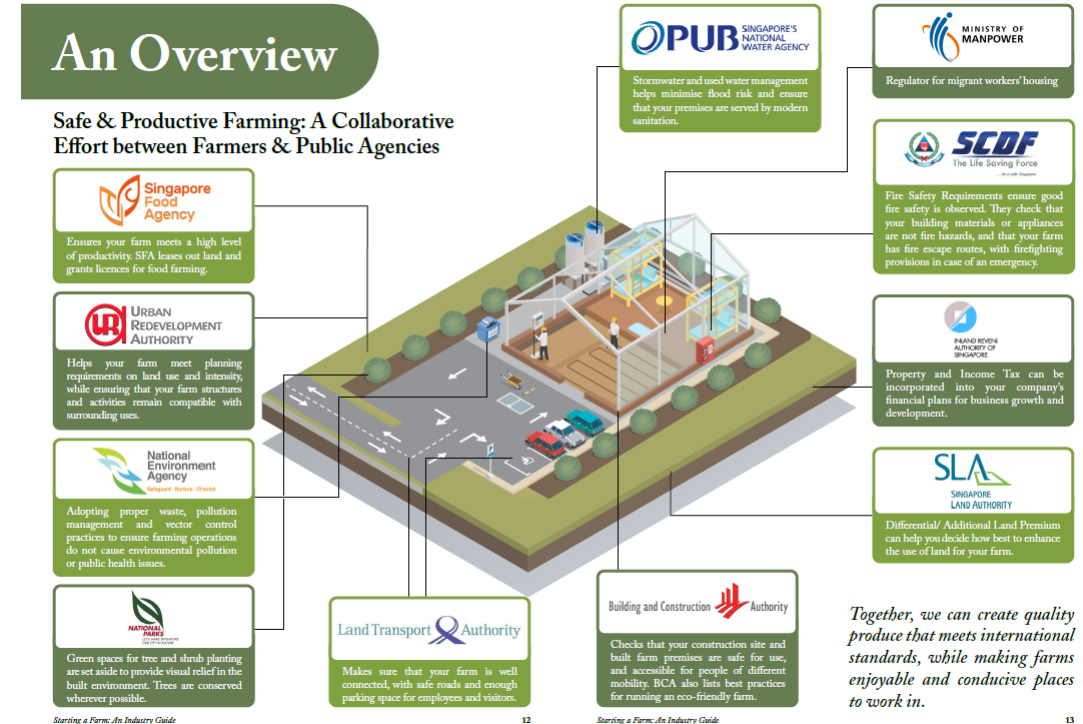 An Overview
Safe & Productive Farming: A Collaborative
Effort between Farmers & Public Agencies
Singapore
Food
Agency
Ensures your farm meets a high level
of productivity. SFA leases out land and
grants licences for food farming.
URBAN
REDEVELOPMENT
AUTHORITY
Helps your farm meet planning
requirements on land use and intensity,
while ensuring that your farm structures
and activities remain compatible with
surrounding uses.
National
Environment
Agency
Safeguard · Nurture · Cherish
Adopting proper waste, pollution
management and vector control
practices to ensure farming operations
do not cause environmental pollution
or public health issues.
NATIONAL
PARKS
Green spaces for tree and shrub planting
are set aside to provide visual relief in the
built environment. Trees are conserved
wherever possible.
Land Transport Authority
Makes sure that your farm is well
connected, with safe roads and enough
parking space for employees and visitors.
Starting a Farm: An Industry Guide
12
PUB SINGAPORE'S
NATIONAL
WATER AGENCY
Stormwater and used water management
helps minimise flood risk and ensure
that your premises are served by modern
sanitation.
MINISTRY OF
MANPOWER
Regulator for migrant workers' housing
SCDF
The Life Saving Force
Fire Safety Requirements ensure good
fire safety is observed. They check that
your building materials or appliances
are not fire hazards, and that your farm
has fire escape routes, with firefighting
provisions in case of an emergency.
INLAND REVENU
AUTHORITY OF
SINGAPORE
Property and Income Tax can be
incorporated into your company's
financial plans for business growth and
development.
SLA
SINGAPORE
LAND AUTHORITY
Differential/ Additional Land Premium
can help you decide how best to enhance
the use of land for your farm.
Building and Construction Authority
Checks that your construction site and
built farm premises are safe for use,
and accessible for people of different
mobility. BCA also lists best practices
for running an eco-friendly farm.
Together, we can create quality
produce that meets international
standards, while making farms
enjoyable and conducive places
to work in.
Starting a Farm: An Industry Guide
13